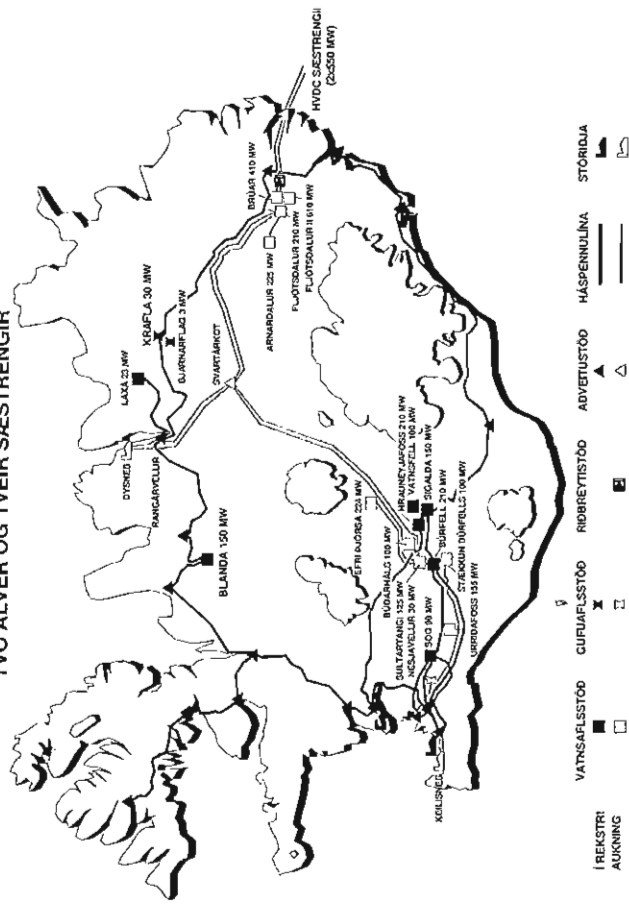 TVÖ ÁLVER OG TVEIR SÆSTRENGIR
HVDC SÆSTRENGIR
(2x550 MW)
BRÚAR 410 MW
ARNARDALUR 225 MW
FLJÓTSDALUR 210 MW
FLJÓTSDALUR II 610 MW
KRAFLA 30 MW
BJARNARFLAG 3 MW
LAXÁ 23 MW
SVARTÁRKOT
DYSNES
RANGÁRVELLIR
BLANDA 150 MW
EFRI ÞJÓRSÁ 224 MW
HRAUNEYJAFOSS 210 MW
VATNSFELL 100 MW
SIGALDA 150 MW
BÚÐARHÁLS 100 MW
BÚRFELL 210 MW
STÆKKUN BÚRFELLS 100 MW
SULTARTANGI 125 MW
NESJAVELLIR 30 MW
SOG 90 MW
URRIÐAFOSS 155 MW
KEILISNES
VATNSAFLSSTÖÐ
GUFUAFLSSTÖÐ
RIÐBREYTISTÖÐ
AÐVEITUSTÖÐ
HÁSPENNULÍNA
STÓRIÐJA
Í REKSTRI
AUKNING